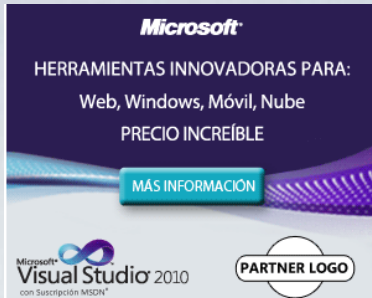 Microsoft®
HERRAMIENTAS INNOVADORAS PARA:
Web, Windows, Móvil, Nube
PRECIO INCREÍBLE
MÁS INFORMACIÓN
Microsoft®
Visual Studio® 2010
con Suscripción MSDN®
PARTNER LOGO